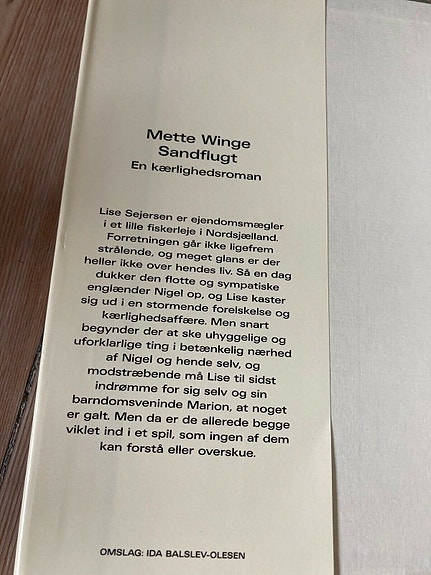 Mette Winge
Sandflugt
En kærlighedsroman
Lise Sejersen er ejendomsmægler
i et lille fiskerleje i Nordsjælland.
Forretningen går ikke ligefrem
strålende, og meget glans er der
heller ikke over hendes liv. Så en dag
dukker den flotte og sympatiske
englænder Nigel op, og Lise kaster
sig ud i en stormende forelskelse og
kærlighedsaffære. Men snart
begynder der at ske uhyggelige og
uforklarlige ting i betænkelig nærhed
af Nigel og hende selv, og
modstræbende må Lise til sidst
indrømme for sig selv og sin
barndomsveninde Marion, at noget
er galt. Men da er de allerede begge
viklet ind i et spil, som ingen af dem
kan forstå eller overskue.
OMSLAG: IDA BALSLEV-OLESEN